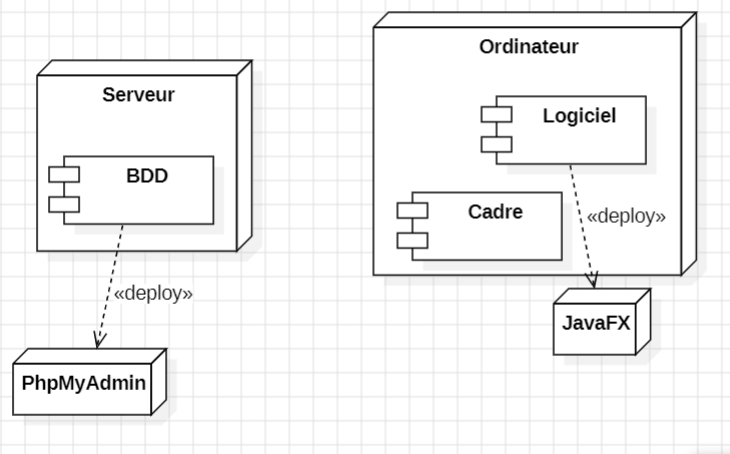 Serveur
BDD
«deploy»
PhpMyAdmin
Ordinateur
Logiciel
Cadre
«deploy»
JavaFX